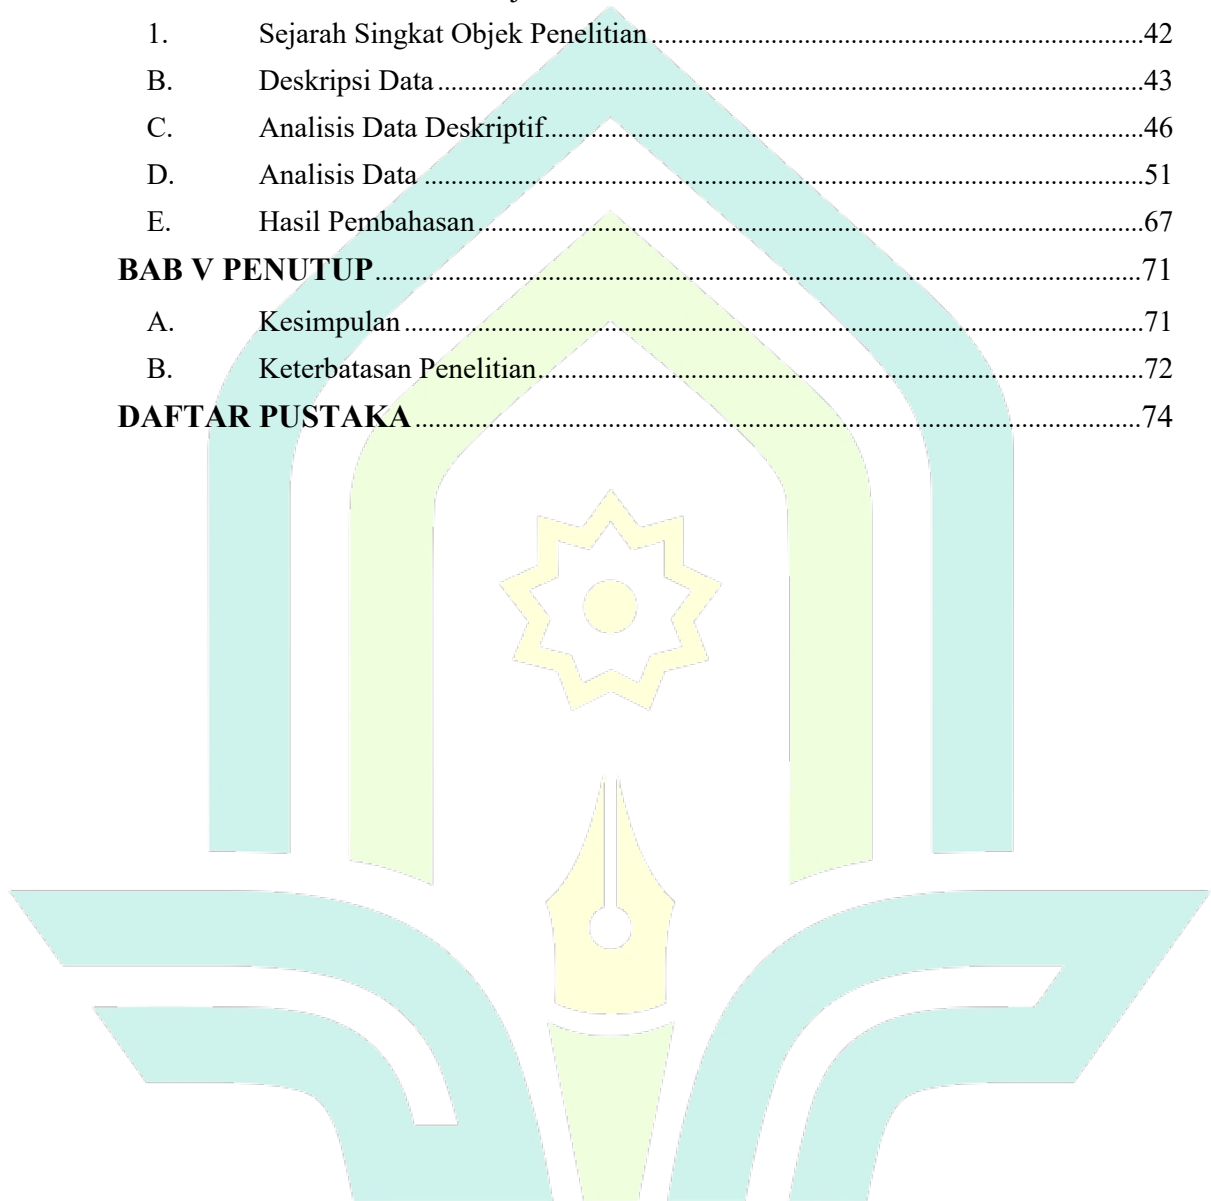 1. Sejarah Singkat Objek Penelitian.....42
B. Deskripsi Data.....43
C. Analisis Data Deskriptif.....46
D. Analisis Data.....51
E. Hasil Pembahasan.....67
BAB V PENUTUP.....71
A. Kesimpulan.....71
B. Keterbatasan Penelitian.....72
DAFTAR PUSTAKA.....74